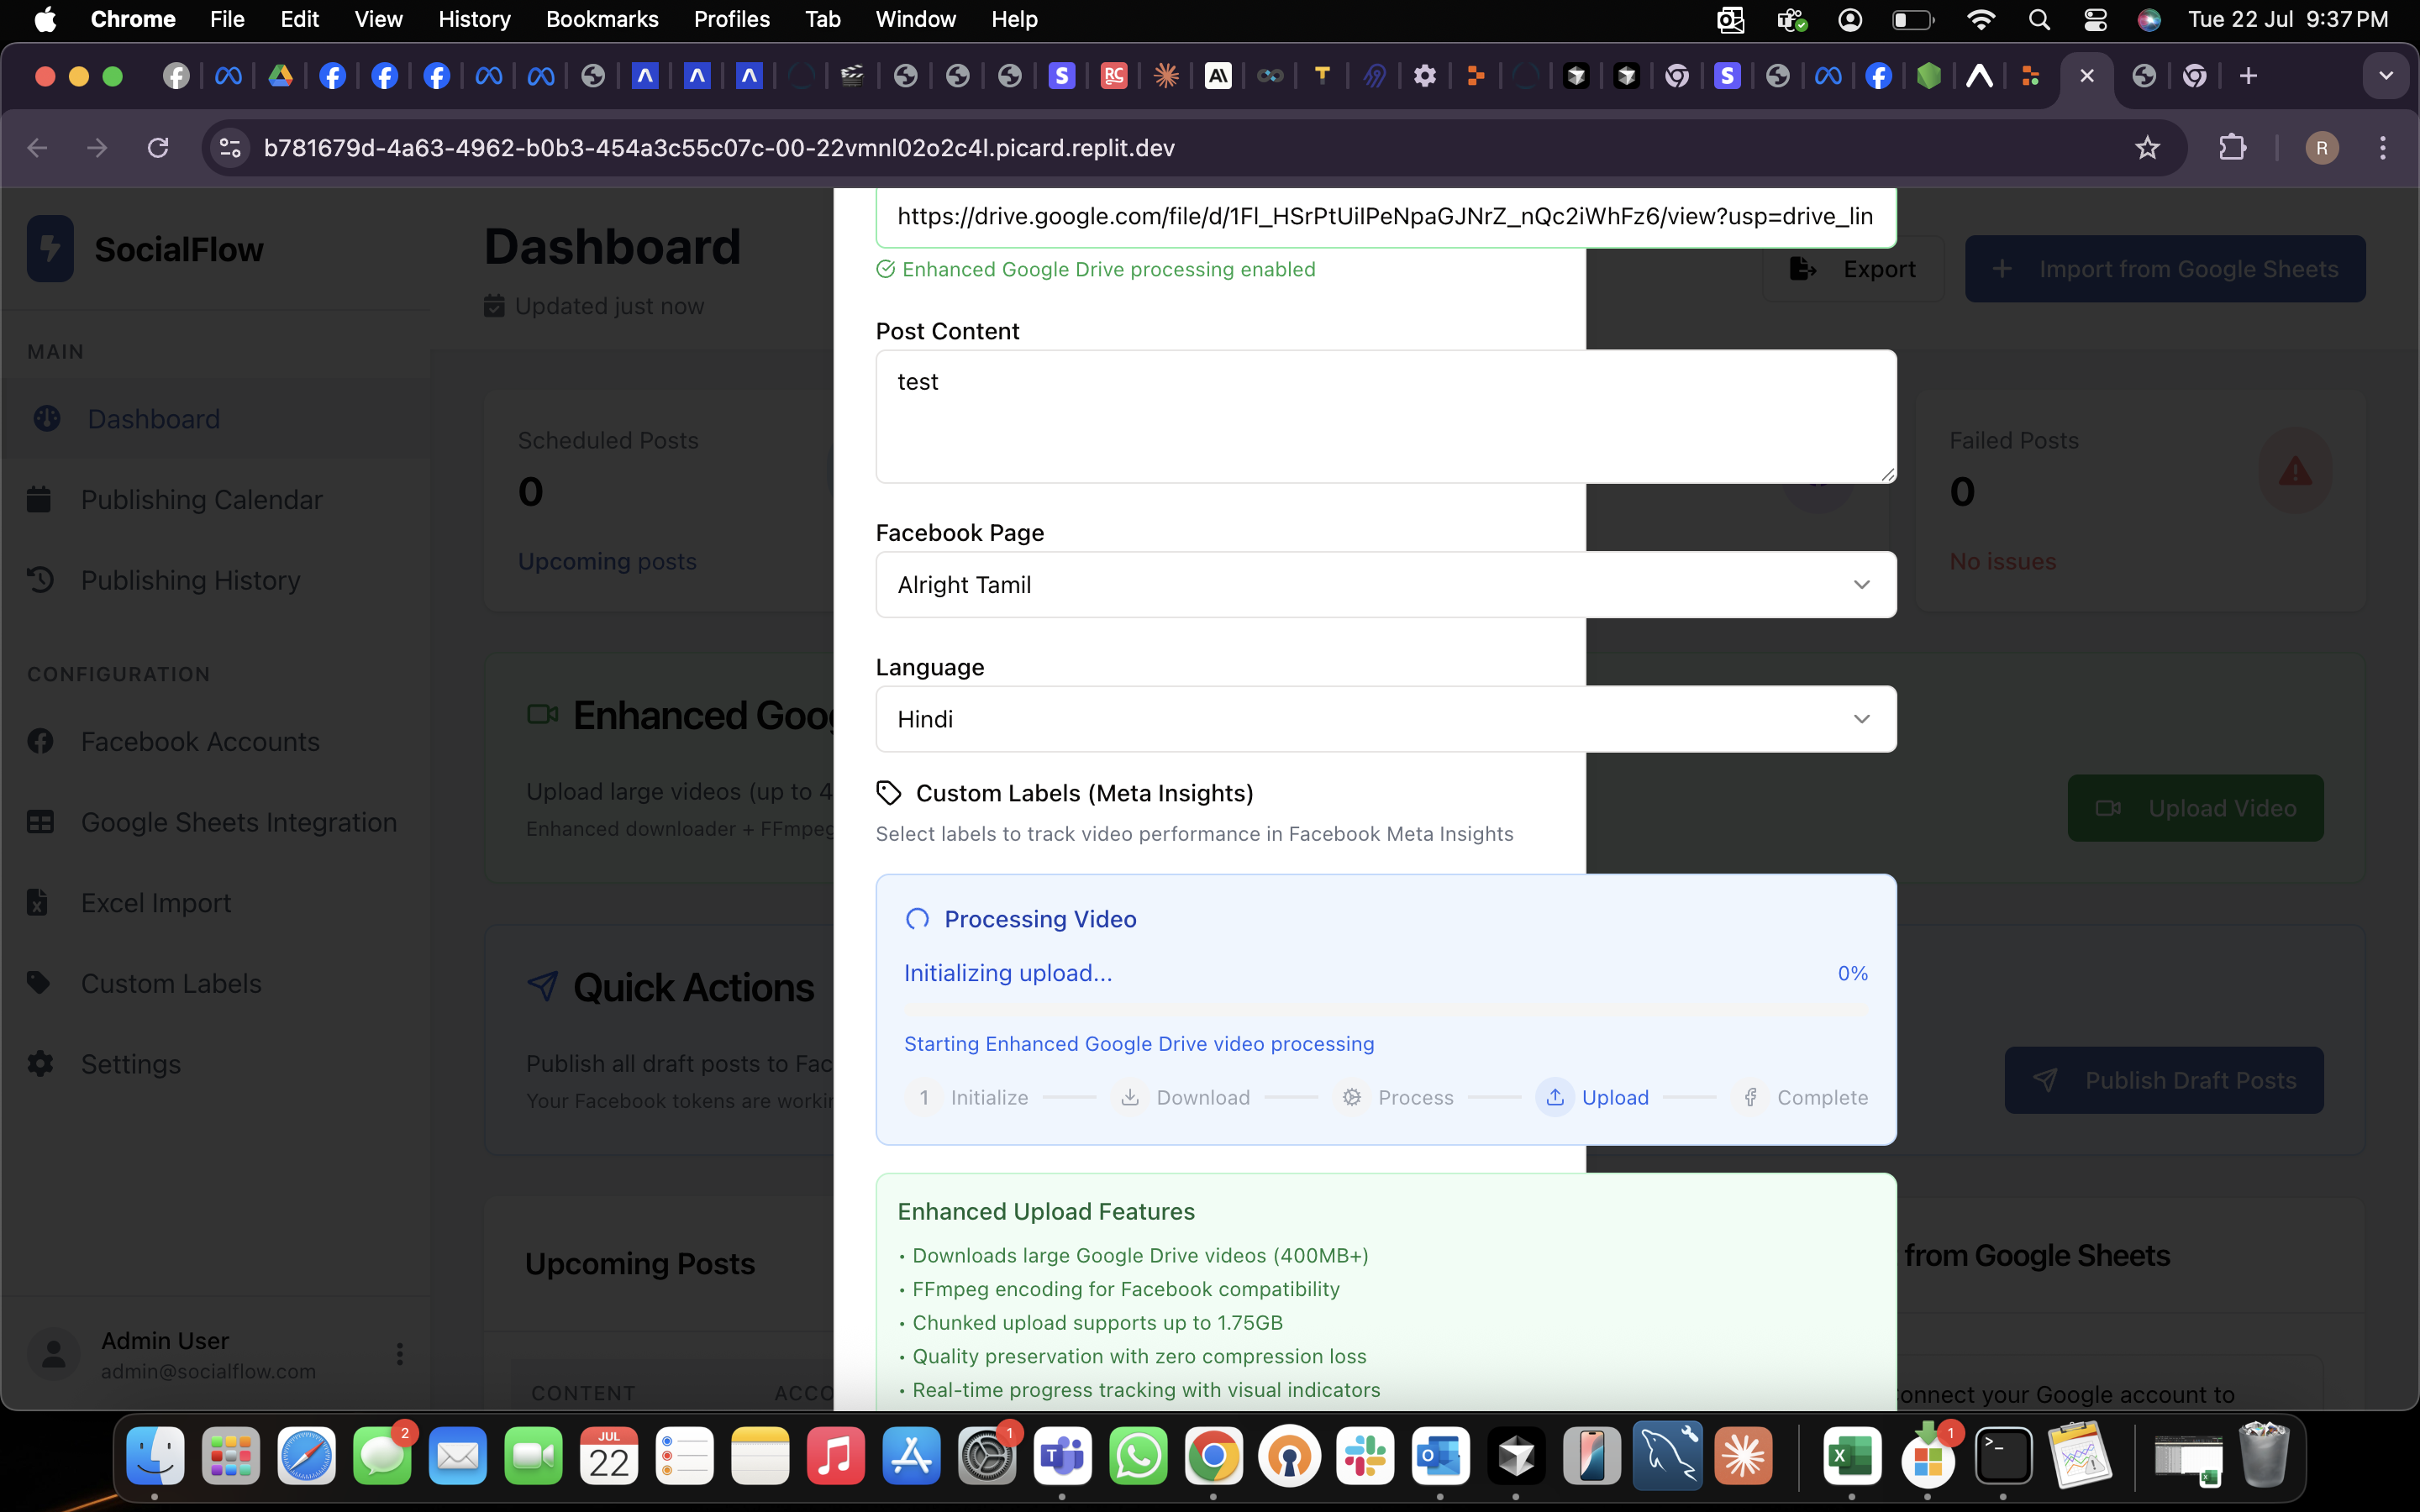 Chrome File Edit View History Bookmarks Profiles Tab Window Help Tue 22 Jul 9:37 PM
b781679d-4a63-4962-b0b3-454a3c55c07c-00-22vmnl02o2c4l.picard.replit.dev R
SocialFlow
MAIN
Dashboard
Publishing Calendar
Publishing History
CONFIGURATION
Facebook Accounts
Google Sheets Integration
Excel Import
Custom Labels
Settings
Admin User
admin@socialflow.com
Dashboard
Updated just now
Export
Import from Google Sheets
Scheduled Posts
0
Upcoming posts
Failed Posts
0
No issues
Enhanced Goo
Upload large videos (up to 4
Enhanced downloader + FFmpeg
Upload Video
Quick Actions
Publish all draft posts to Fac
Your Facebook tokens are workin
Publish Draft Posts
Upcoming Posts
CONTENT ACCO
from Google Sheets
onnect your Google account to
https://drive.google.com/file/d/1Fl_HSrPtUiIPeNpaGJNrZ_nQc2iWhFz6/view?usp=drive_lin
Enhanced Google Drive processing enabled
Post Content
test
Facebook Page
Alright Tamil
Language
Hindi
Custom Labels (Meta Insights)
Select labels to track video performance in Facebook Meta Insights
Processing Video
Initializing upload... 0%
Starting Enhanced Google Drive video processing
1 Initialize Download Process Upload Complete
Enhanced Upload Features
• Downloads large Google Drive videos (400MB+)
• FFmpeg encoding for Facebook compatibility
• Chunked upload supports up to 1.75GB
• Quality preservation with zero compression loss
• Real-time progress tracking with visual indicators
2
JUL
22
1
1